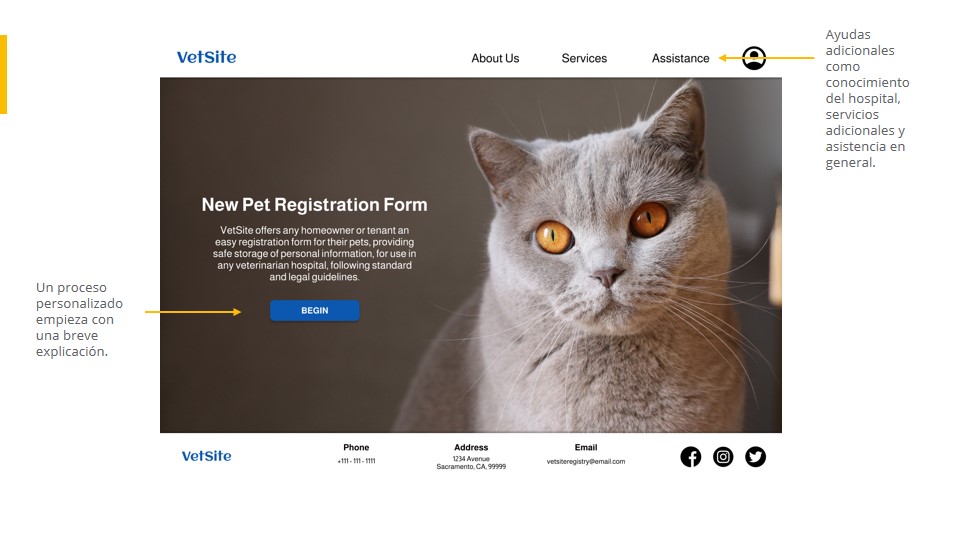 VetSite
About Us
Services
Assistance
Ayudas
adicionales
como
conocimiento
del hospital,
servicios
adicionales y
asistencia en
general.
New Pet Registration Form
VetSite offers any homeowner or tenant an
easy registration form for their pets, providing
safe storage of personal information, for use in
any veterinarian hospital, following standard
and legal guidelines.
BEGIN
Un proceso
personalizado
empieza con
una breve
explicación.
VetSite
Phone
+111 - 111 - 1111
Address
1234 Avenue
Sacramento, CA, 99999
Email
vetsiteregistry@email.com